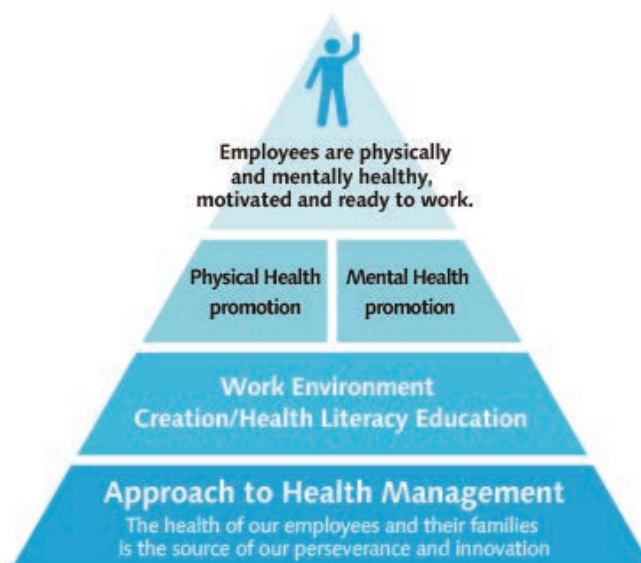 Employees are physically
and mentally healthy,
motivated and ready to work.
Physical Health
promotion
Mental Health
promotion
Work Environment
Creation/Health Literacy Education
Approach to Health Management
The health of our employees and their families
is the source of our perseverance and innovation